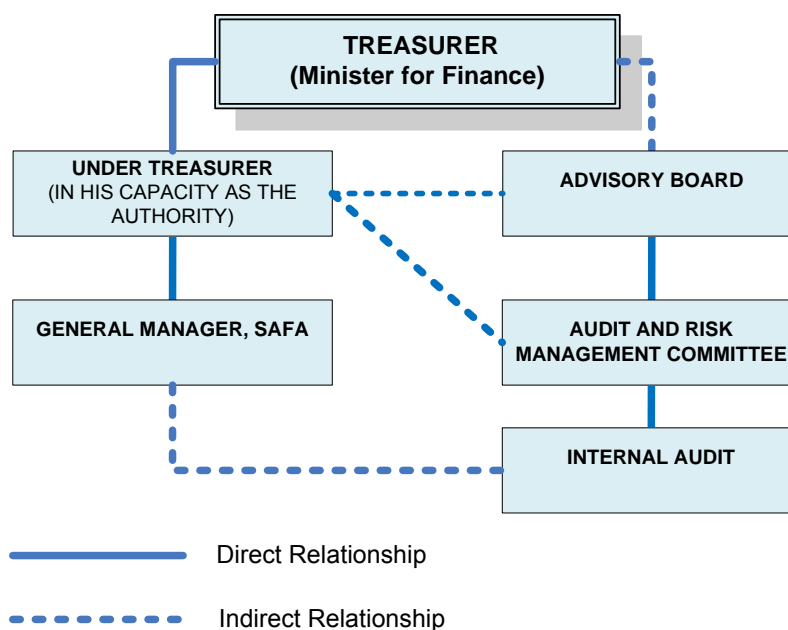 TREASURER
(Minister for Finance)
UNDER TREASURER
(IN HIS CAPACITY AS THE
AUTHORITY)
ADVISORY BOARD
GENERAL MANAGER, SAFA
AUDIT AND RISK
MANAGEMENT COMMITTEE
INTERNAL AUDIT
Direct Relationship
Indirect Relationship